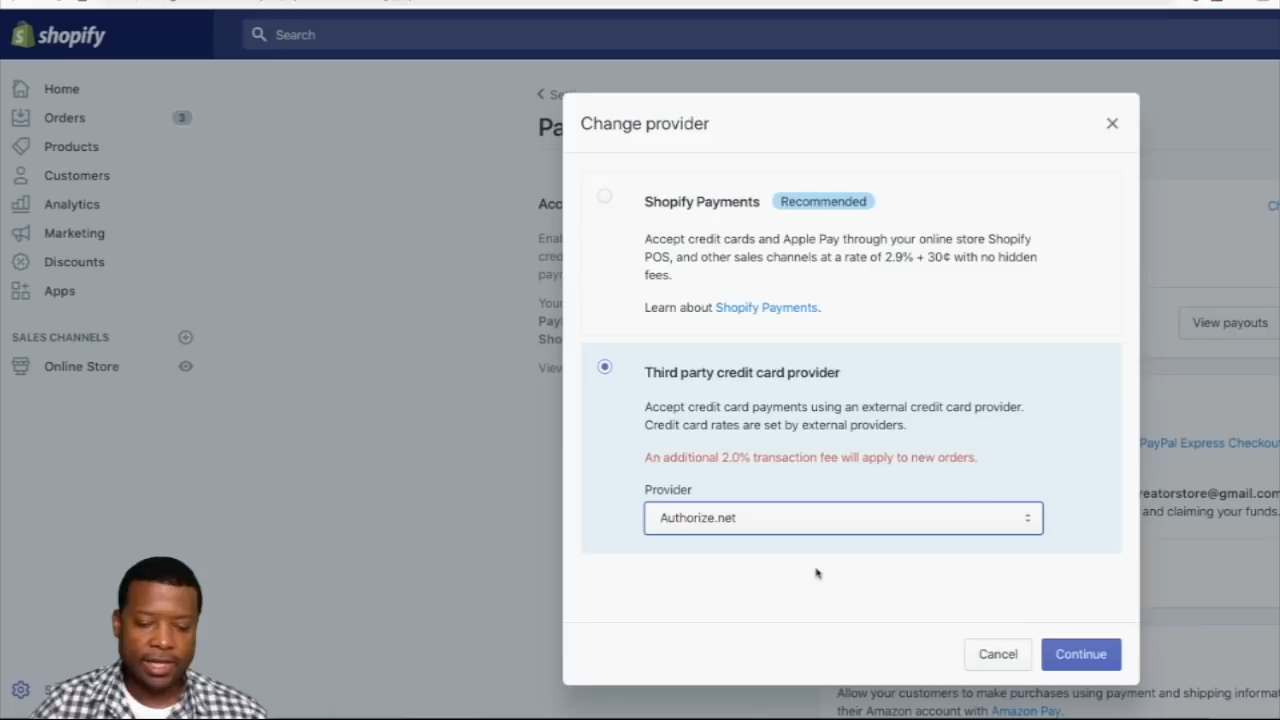 shopify
Search
Home
Orders
3
Products
Customers
Analytics
Marketing
Discounts
Apps
SALES CHANNELS
Online Store
Change provider
Shopify Payments
Recommended
Accept credit cards and Apple Pay through your online store Shopify
POS, and other sales channels at a rate of 2.9% + 30¢ with no hidden
fees.
Learn about Shopify Payments.
Third party credit card provider
Accept credit card payments using an external credit card provider.
Credit card rates are set by external providers.
An additional 2.0% transaction fee will apply to new orders.
Provider
Authorize.net
Cancel
Continue
View payouts
PayPal Express Checkout
reatorstore@gmail.com
and claiming your funds.
Allow your customers to make purchases using payment and shipping informat
their Amazon account with Amazon Pay.